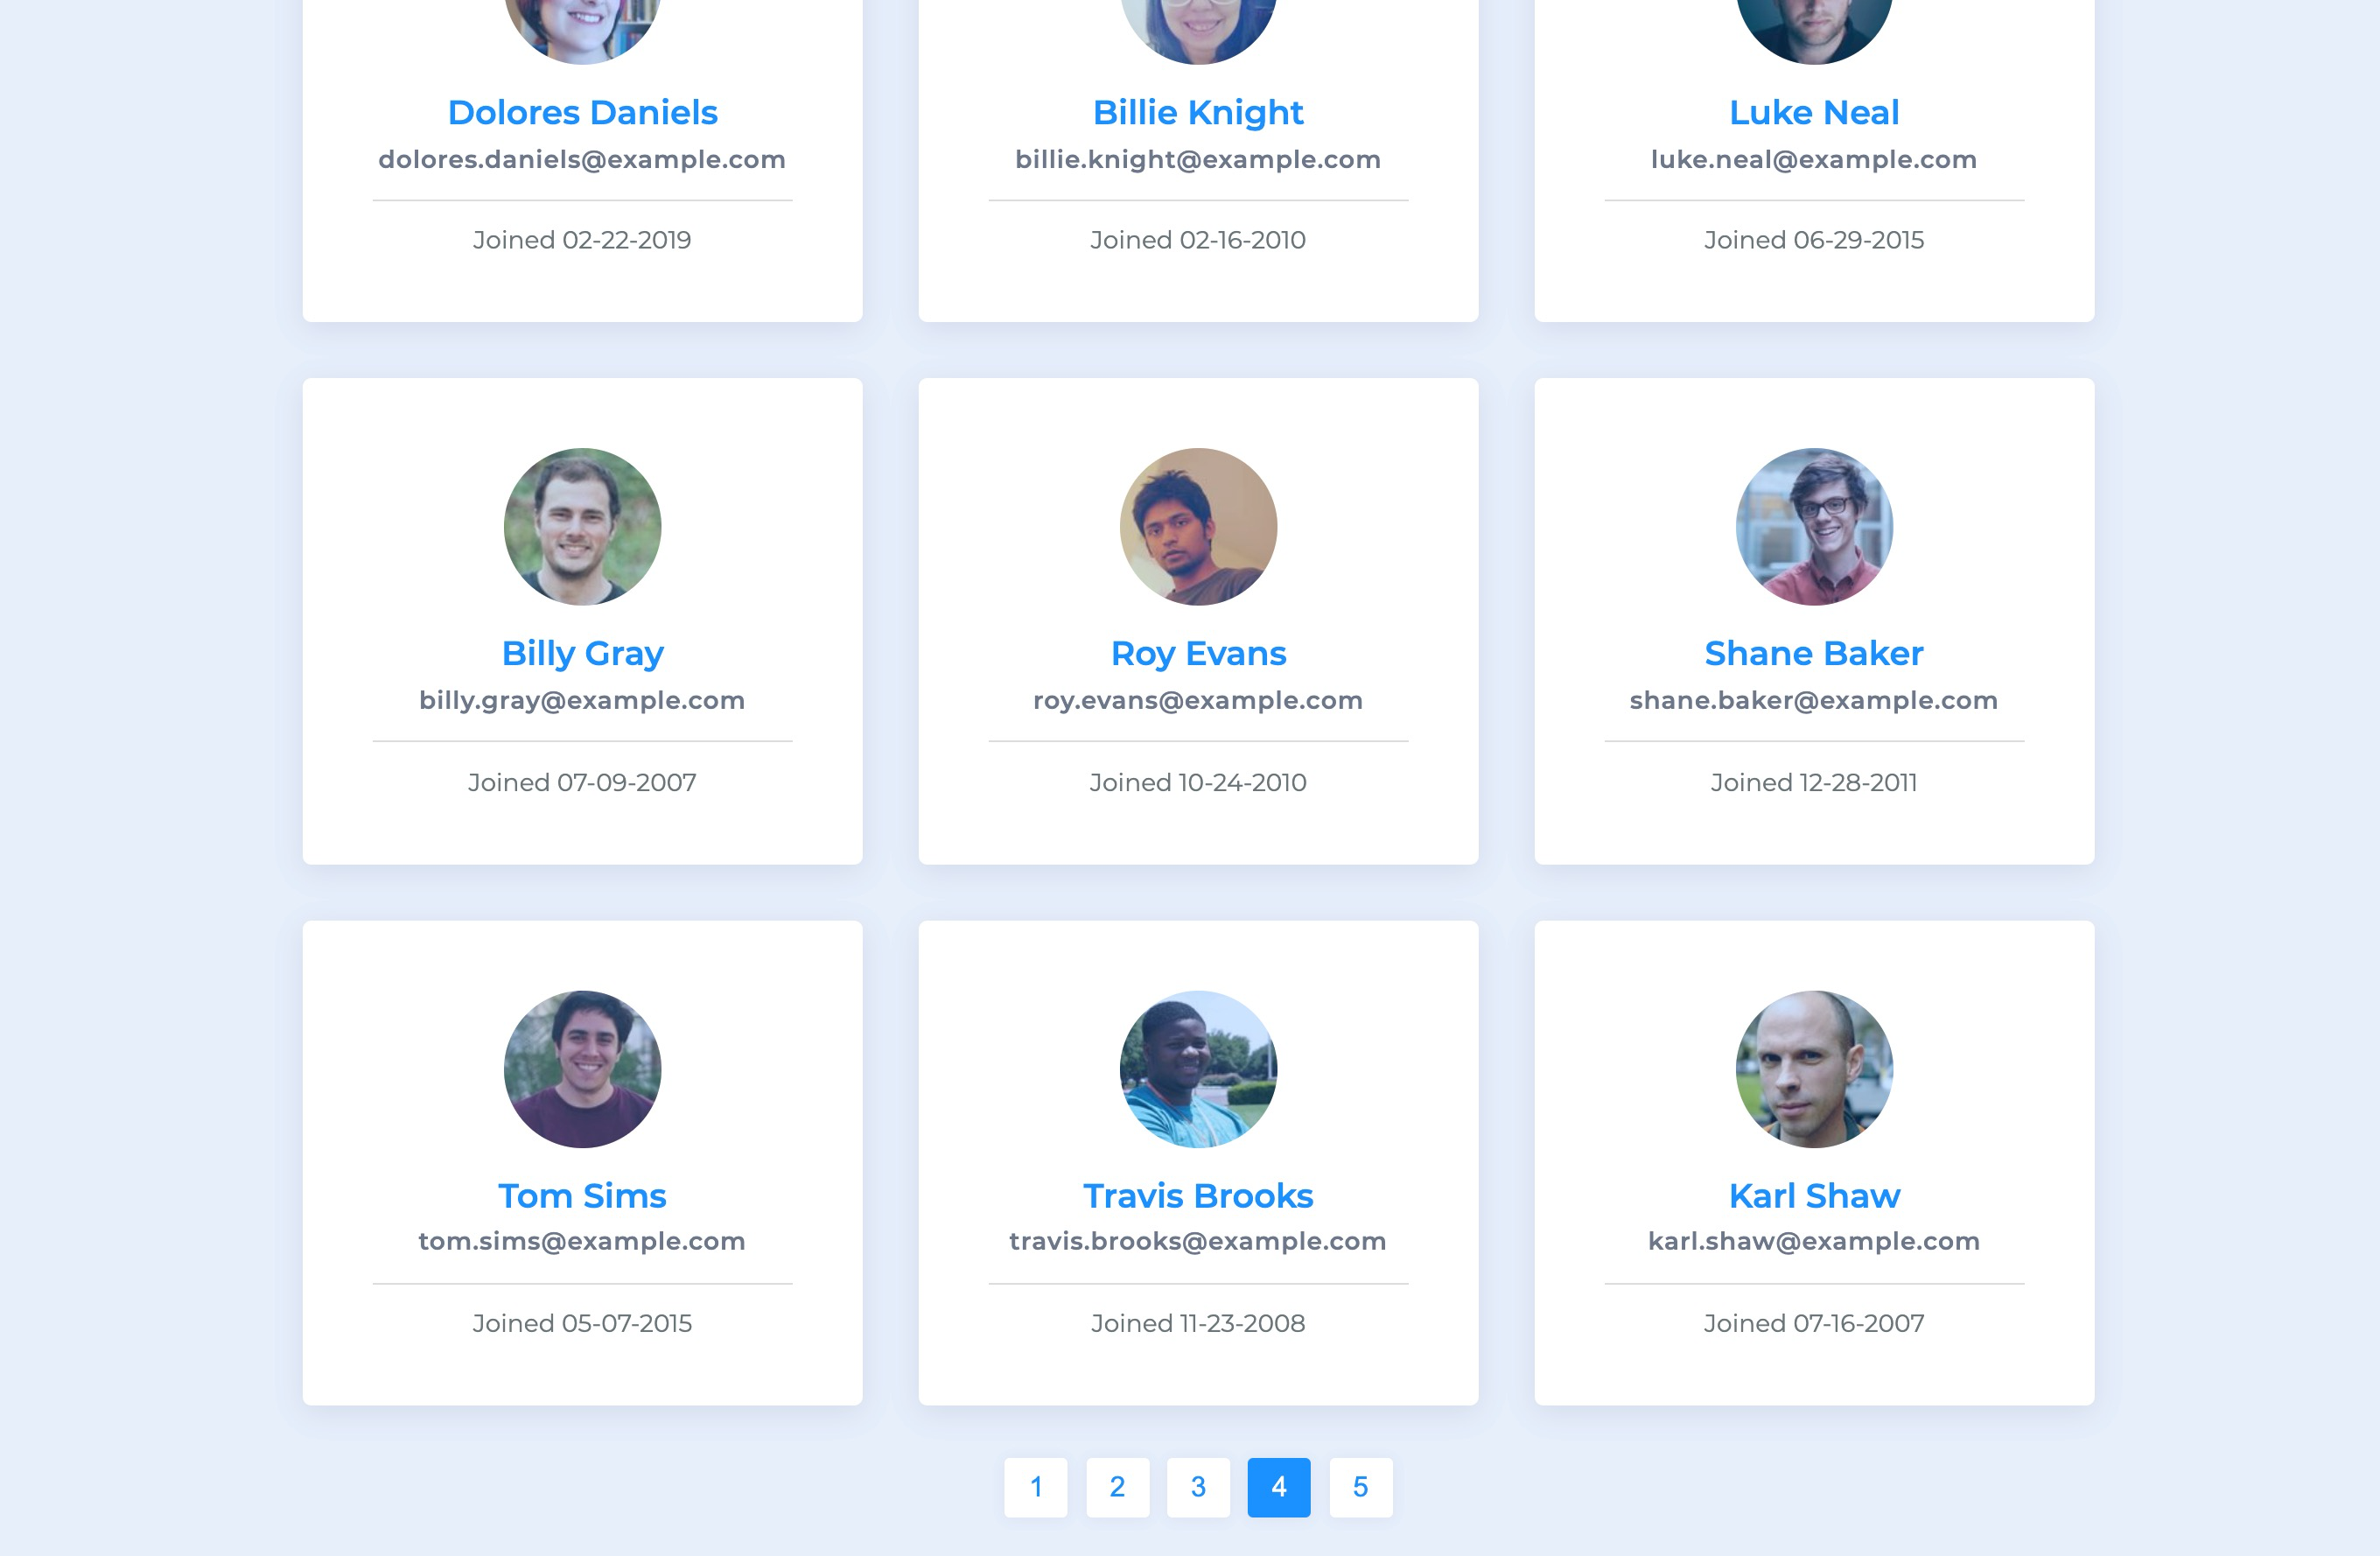 Dolores Daniels
dolores.daniels@example.com
Joined 02-22-2019
Billie Knight
billie.knight@example.com
Joined 02-16-2010
Luke Neal
luke.neal@example.com
Joined 06-29-2015
Billy Gray
billy.gray@example.com
Joined 07-09-2007
Roy Evans
roy.evans@example.com
Joined 10-24-2010
Shane Baker
shane.baker@example.com
Joined 12-28-2011
Tom Sims
tom.sims@example.com
Joined 05-07-2015
Travis Brooks
travis.brooks@example.com
Joined 11-23-2008
Karl Shaw
karl.shaw@example.com
Joined 07-16-2007
1 2 3 4 5